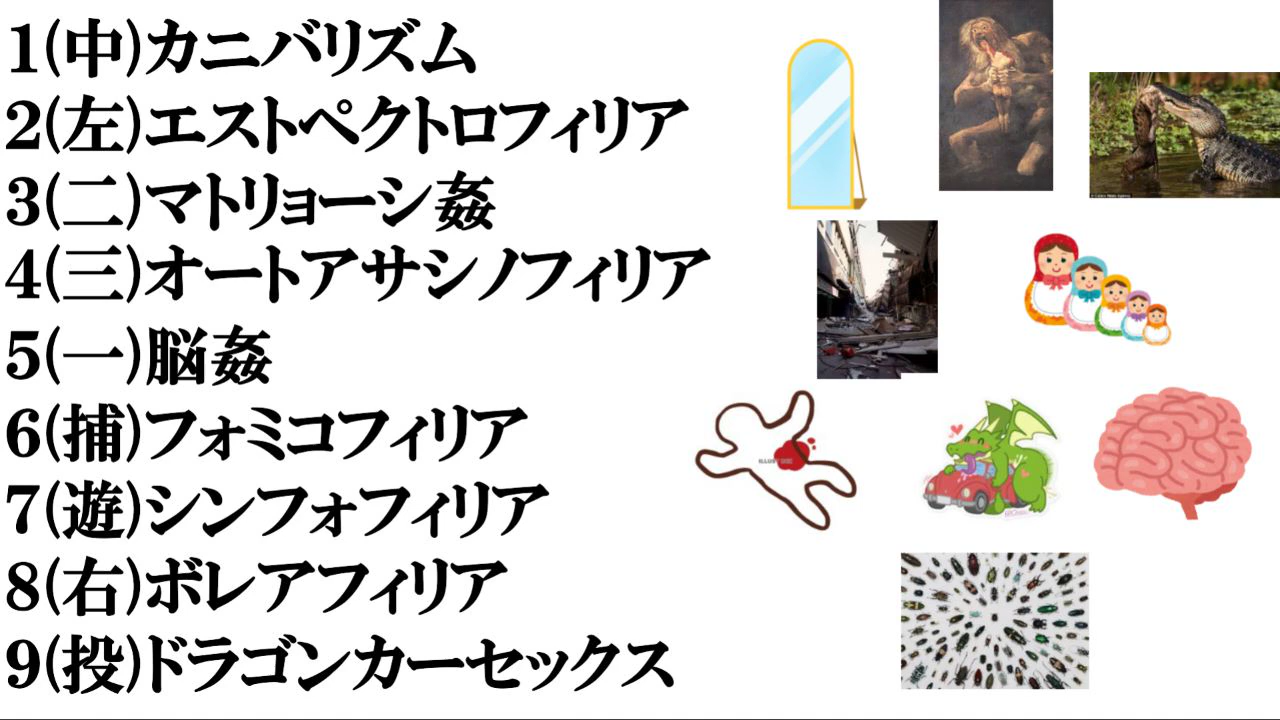 1(中)カニバリズム
2(左)エストペクトロフィリア
3(二)マトリョーシ姦
4(三)オートアサシノフィリア
5(一)脳姦
6(捕)フォミコフィリア
7(遊)シンフォフィリア
8(右)ボレアフィリア
9(投)ドラゴンカーセックス